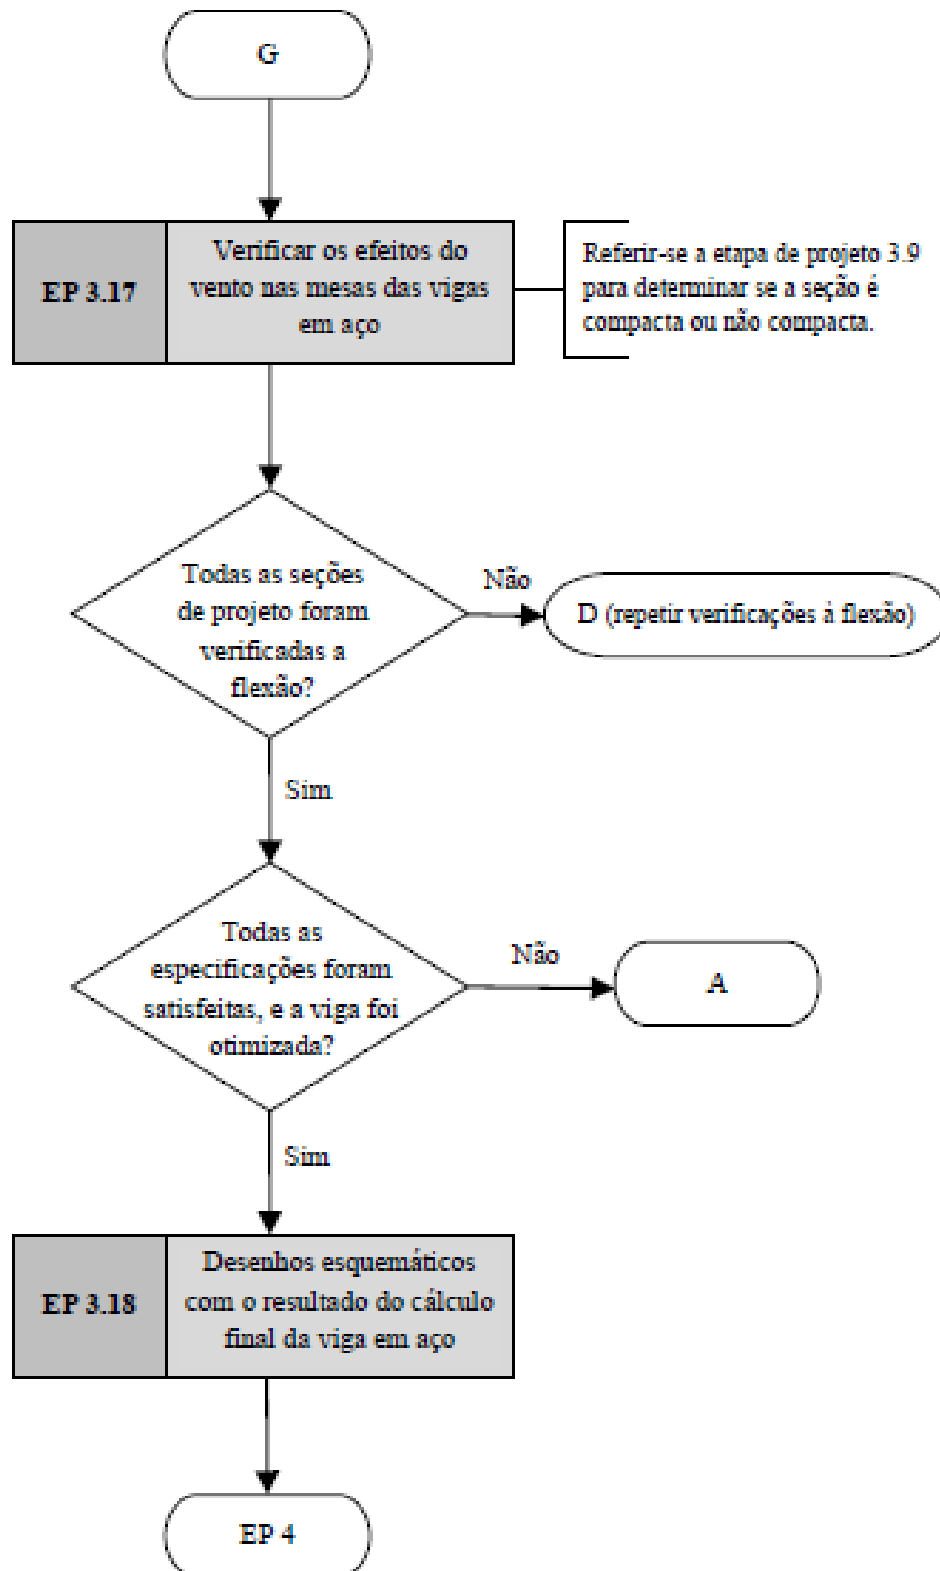 G
EP 3.17
Verificar os efeitos do
vento nas mesas das vigas
em aço
Referir-se a etapa de projeto 3.9
para determinar se a seção é
compacta ou não compacta.
Todas as seções
de projeto foram
verificadas a
flexão?
Não
D (repetir verificações à flexão)
Sim
Todas as
especificações foram
satisfeitas, e a viga foi
otimizada?
Não
A
Sim
EP 3.18
Desenhos esquemáticos
com o resultado do cálculo
final da viga em aço
EP 4